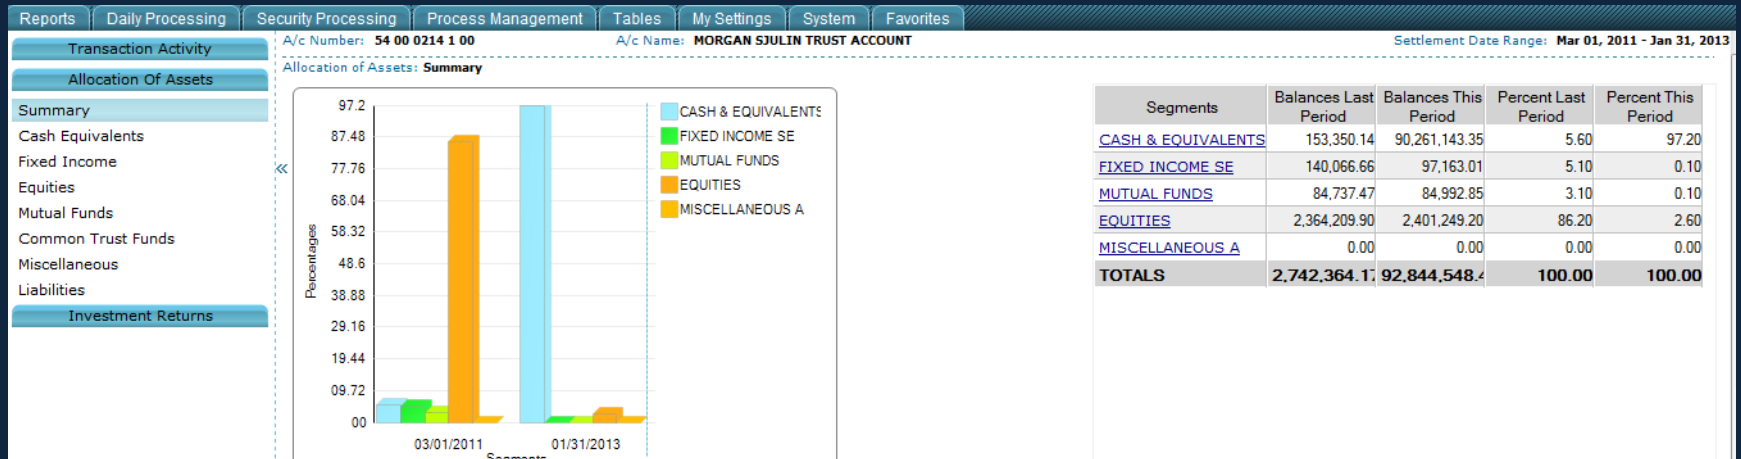 Reports Daily Processing Security Processing Process Management Tables My Settings System Favorites
Transaction Activity
Allocation Of Assets
Summary
Cash Equivalents
Fixed Income
Equities
Mutual Funds
Common Trust Funds
Miscellaneous
Liabilities
Investment Returns
A/c Number: 54 00 0214 1 00 A/c Name: MORGAN SJULIN TRUST ACCOUNT Settlement Date Range: Mar 01, 2011 - Jan 31, 2013
Allocation of Assets: Summary
«
97.2
87.48
77.76
68.04
58.32
48.6
38.88
29.16
19.44
09.72
00
Percentages
03/01/2011 01/31/2013
Segments
CASH & EQUIVALENTS
FIXED INCOME SE
MUTUAL FUNDS
EQUITIES
MISCELLANEOUS A
Segments Balances Last Period Balances This Period Percent Last Period Percent This Period
CASH & EQUIVALENTS 153,350.14 90,261,143.35 5.60 97.20
FIXED INCOME SE 140,066.66 97,163.01 5.10 0.10
MUTUAL FUNDS 84,737.47 84,992.85 3.10 0.10
EQUITIES 2,364,209.90 2,401,249.20 86.20 2.60
MISCELLANEOUS A 0.00 0.00 0.00 0.00
TOTALS 2,742,364.17 92,844,548.4 100.00 100.00